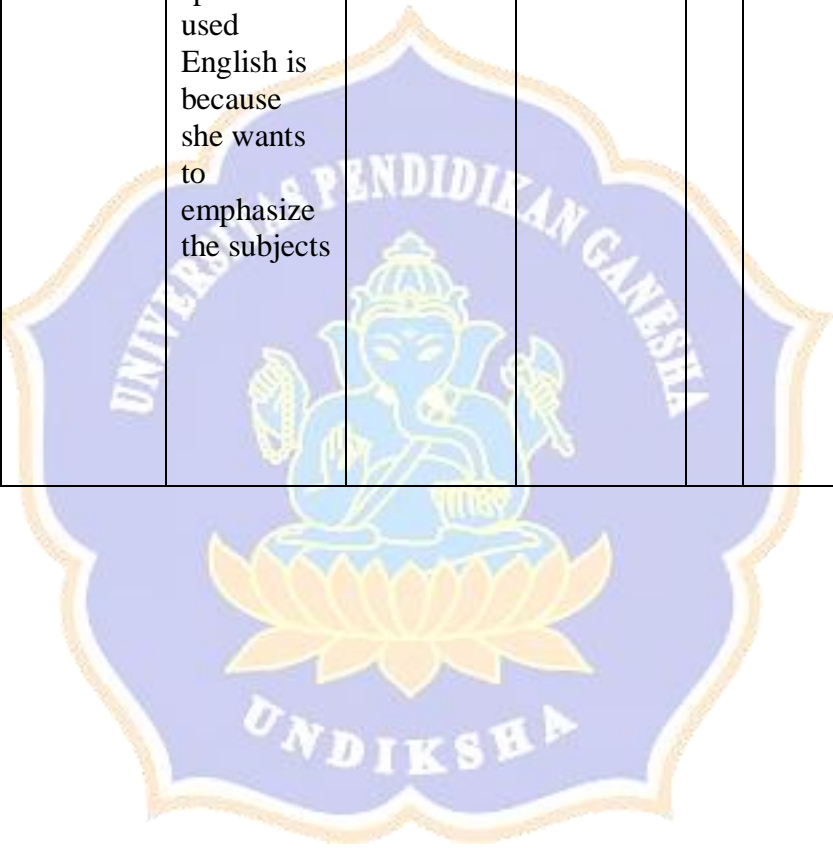 used
English is
because
she wants
to
emphasize
the subjects
UNIVERSITAS PENDIDIKAN GANESHA
UNDIKSHA